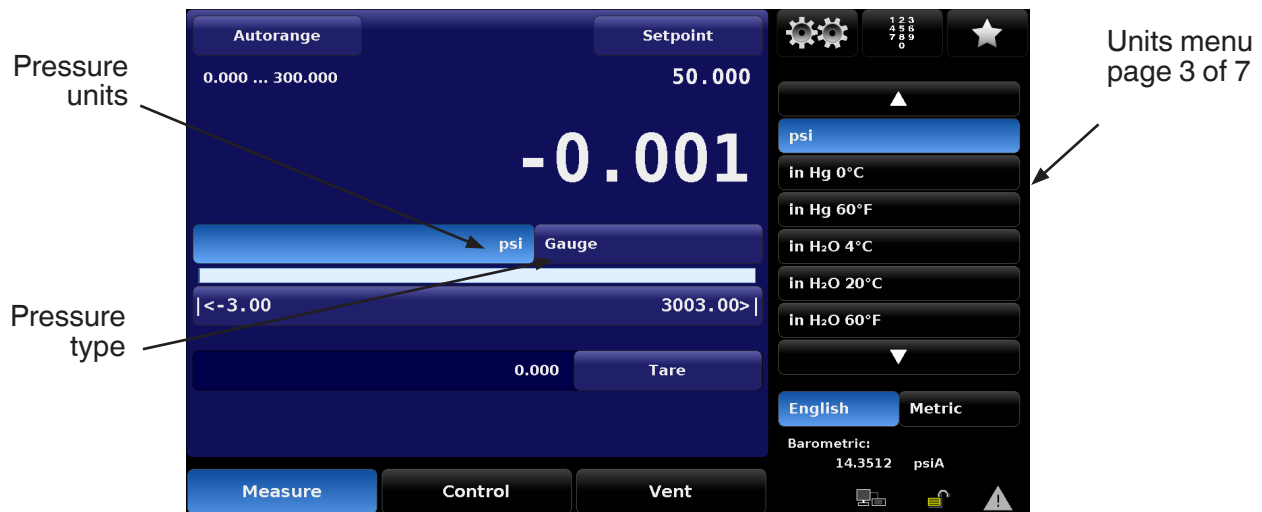 Autorange
Setpoint
1 2 3
4 5 6
7 8 9
0
Units menu
page 3 of 7
Pressure
units
0.000 ... 300.000
50.000
-0.001
psi
in Hg 0°C
in Hg 60°F
in H₂O 4°C
in H₂O 20°C
in H₂O 60°F
psi
Gauge
|<-3.00
3003.00>|
Pressure
type
0.000
Tare
English
Metric
Barometric:
14.3512 psiA
Measure
Control
Vent